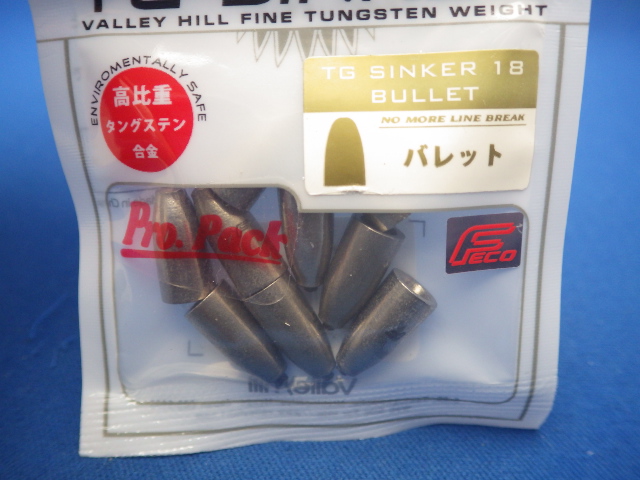 VALLEY HILL FINE TUNGSTEN WEIGHT
ENVIROMENTALLY SAFE
高比重
タングステン
合金
TG SINKER 18
BULLET
NO MORE LINE BREAK
バレット
Pro. Pack
FECO